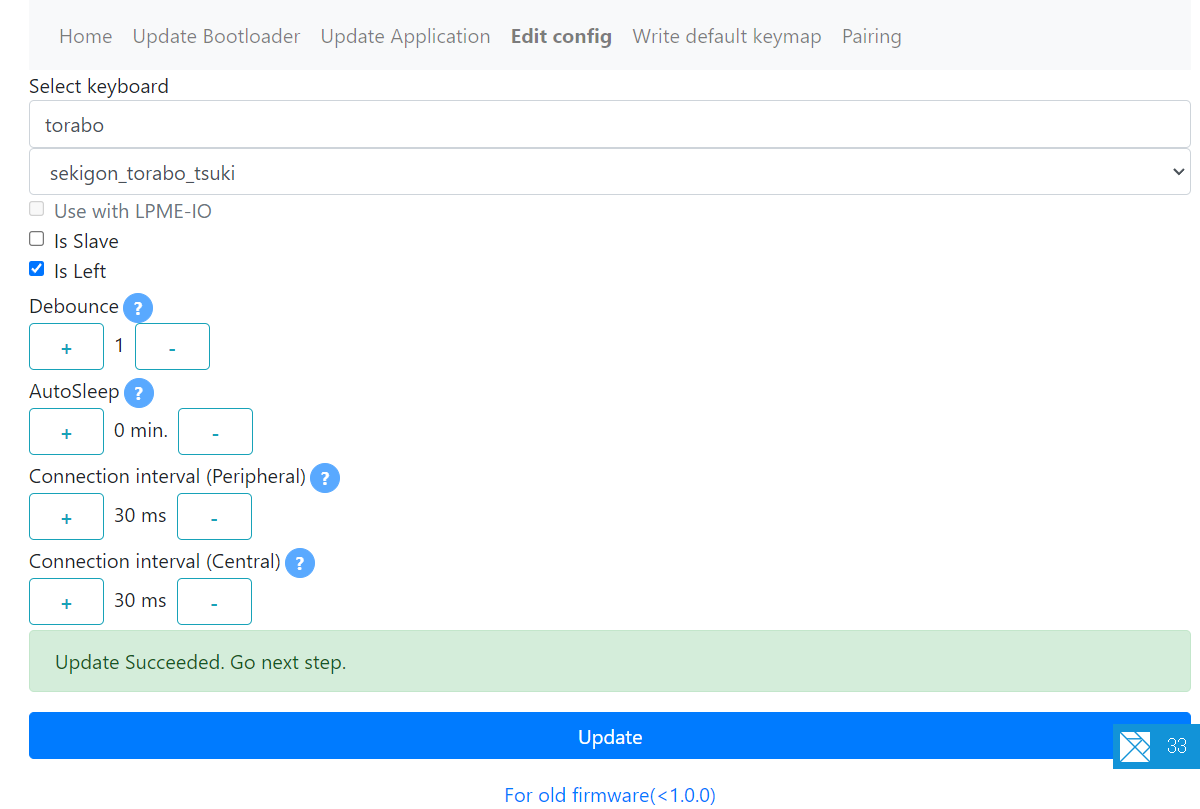 Home Update Bootloader Update Application Edit config Write default keymap Pairing
Select keyboard
torabo
sekigon_torabo_tsuki
Use with LPME-IO
Is Slave
Is Left
Debounce ?
+ 1 -
AutoSleep ?
+ 0 min. -
Connection interval (Peripheral) ?
+ 30 ms -
Connection interval (Central) ?
+ 30 ms -
Update Succeeded. Go next step.
Update
33
For old firmware(<1.0.0)